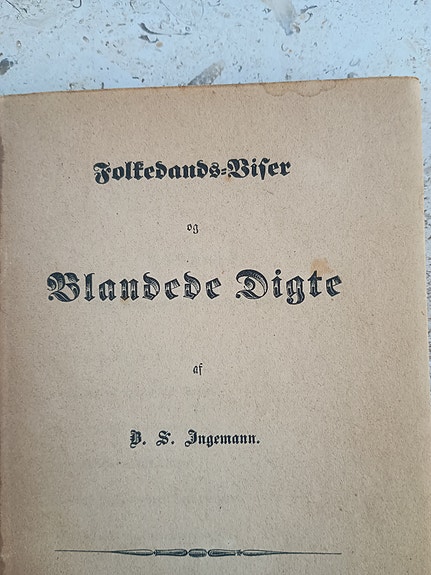 Folkedands-Viser
og
Blandede Digte
af
B. S. Ingemann.